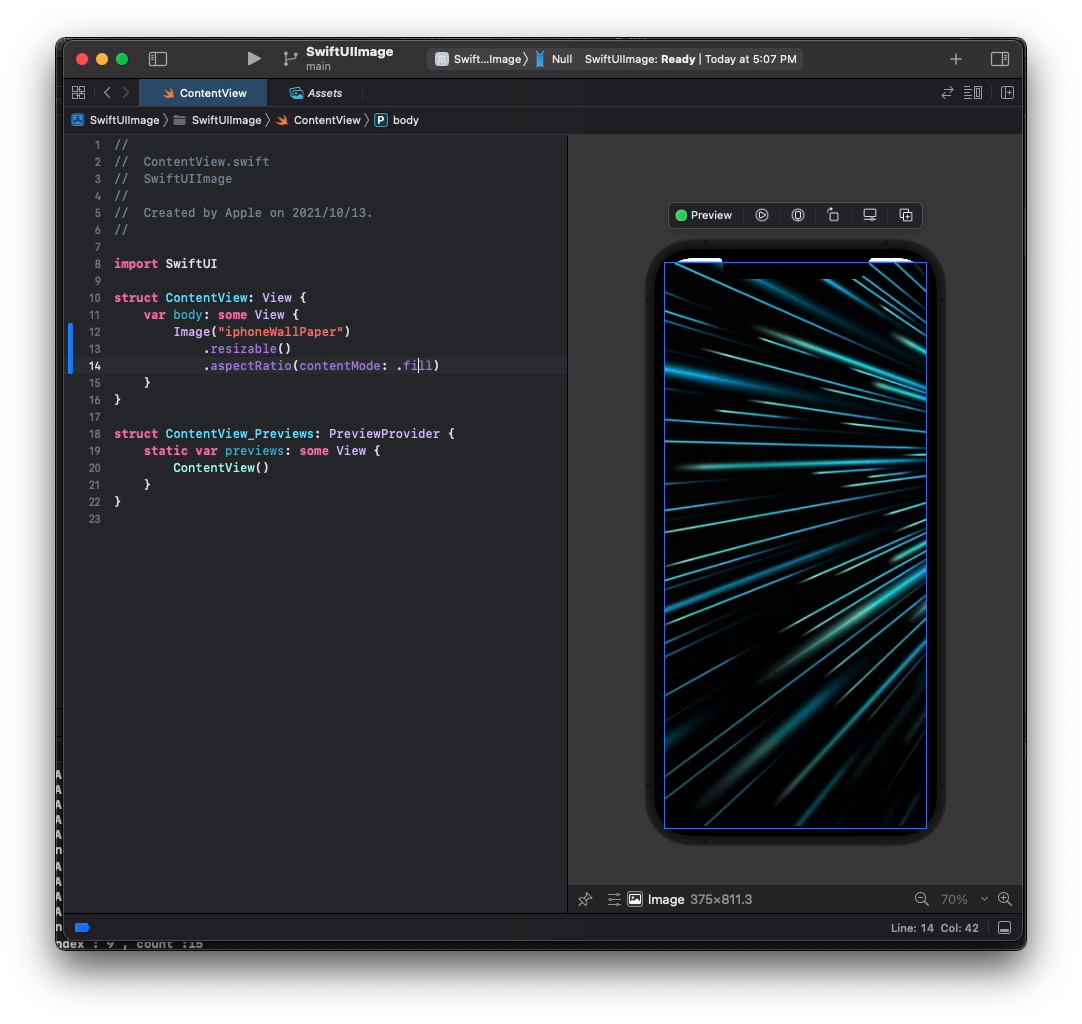 SwiftUIImage
main
Swift...Image〉 Null SwiftUIImage: Ready | Today at 5:07 PM
ContentView Assets
SwiftUIImage 〉 SwiftUIImage 〉 ContentView 〉 P body
1 //
2 // ContentView.swift
3 // SwiftUIImage
4 //
5 // Created by Apple on 2021/10/13.
6 //
7
8 import SwiftUI
9
10 struct ContentView: View {
11 var body: some View {
12 Image("iphoneWallPaper")
13 .resizable()
14 .aspectRatio(contentMode: .fill)
15 }
16 }
17
18 struct ContentView_Previews: PreviewProvider {
19 static var previews: some View {
20 ContentView()
21 }
22 }
23
Preview
Image 375×811.3
70%
Line: 14 Col: 42
A
A
A
A
A
n
A
A
A
A
n
ndex : 9 , count :15